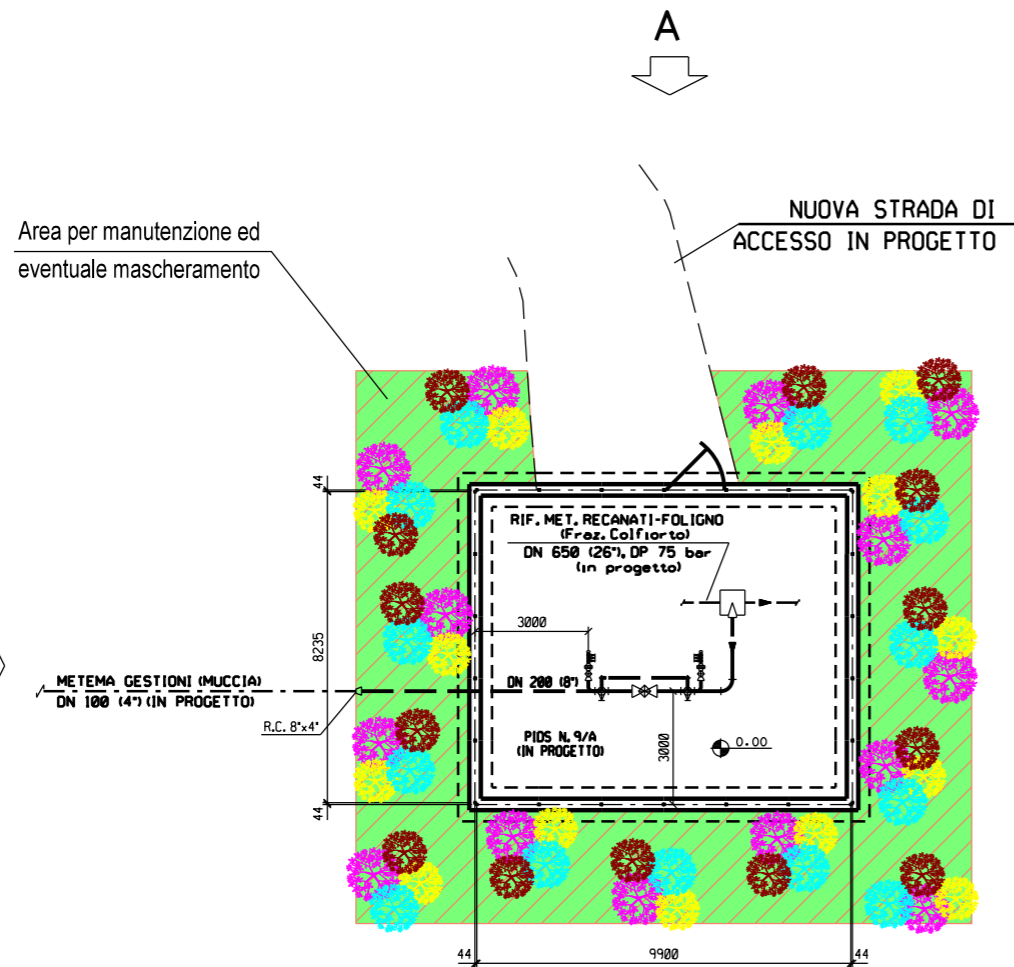 A
NUOVA STRADA DI
ACCESSO IN PROGETTO
Area per manutenzione ed
eventuale mascheramento
44
RIF. MET. RECANATI-FOLIGNO
(Fraz. Colfiorto)
DN 650 (26"), DP 75 bar
(in progetto)
3000
8235
METEMA GESTIONI (MUCCIA)
DN 100 (4") (IN PROGETTO)
DN 200 (8")
R.C. 8"x4"
PIDS N. 9/A
(IN PROGETTO)
3000
0.00
44
44
9900
44